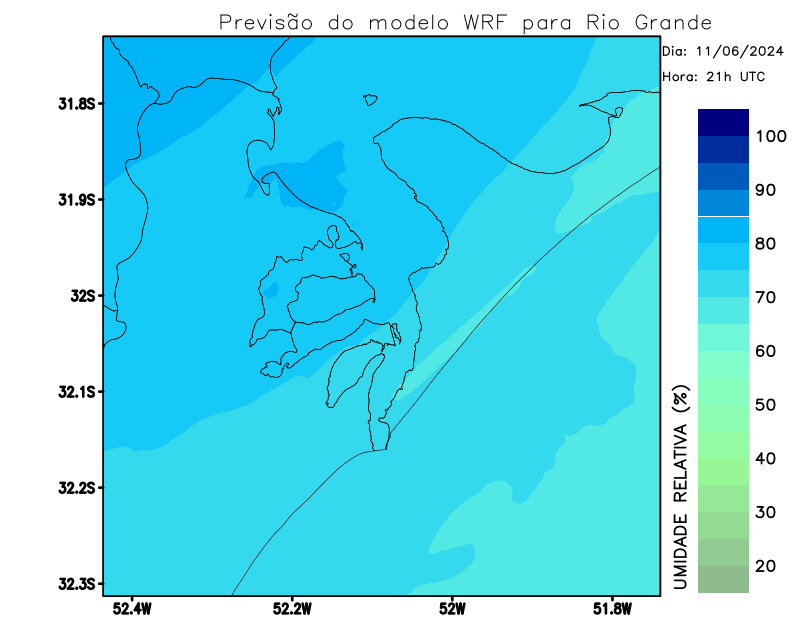 Previsão do modelo WRF para Rio Grande
Dia: 11/06/2024
Hora: 21h UTC
31.8S
31.9S
32S
32.1S
32.2S
32.3S
52.4W
52.2W
52W
51.8W
UMIDADE RELATIVA (%)
100
90
80
70
60
50
40
30
20